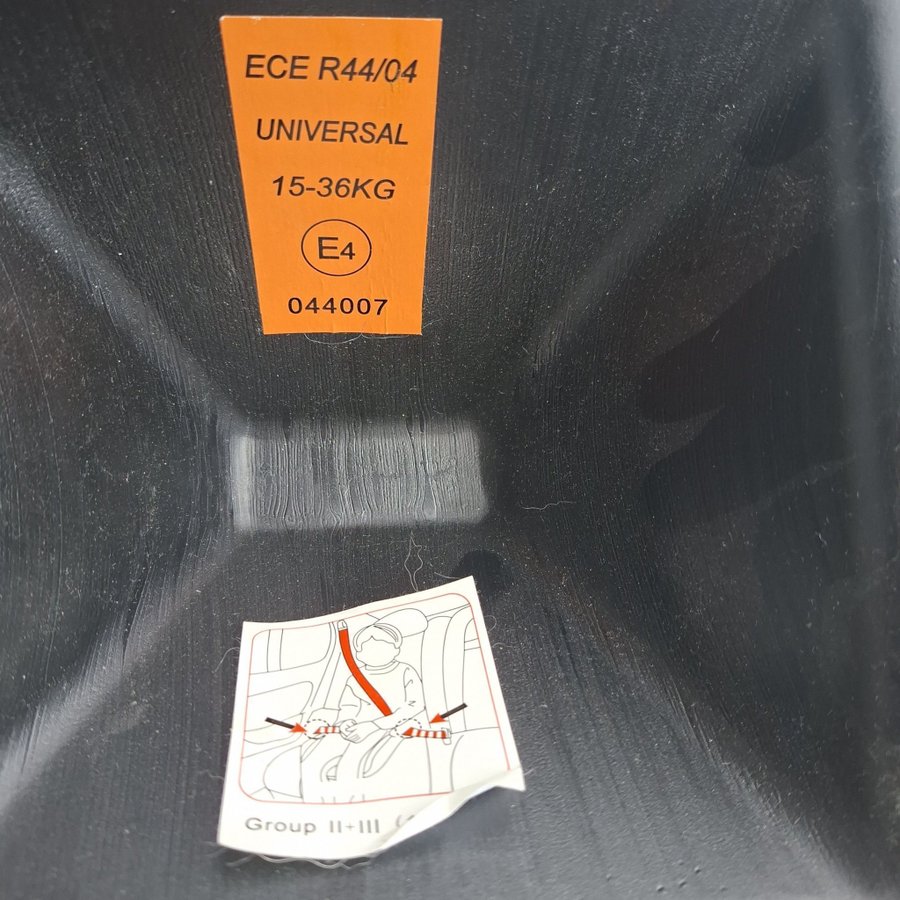 ECE R44/04
UNIVERSAL
15-36KG
E4
044007
Group II+III